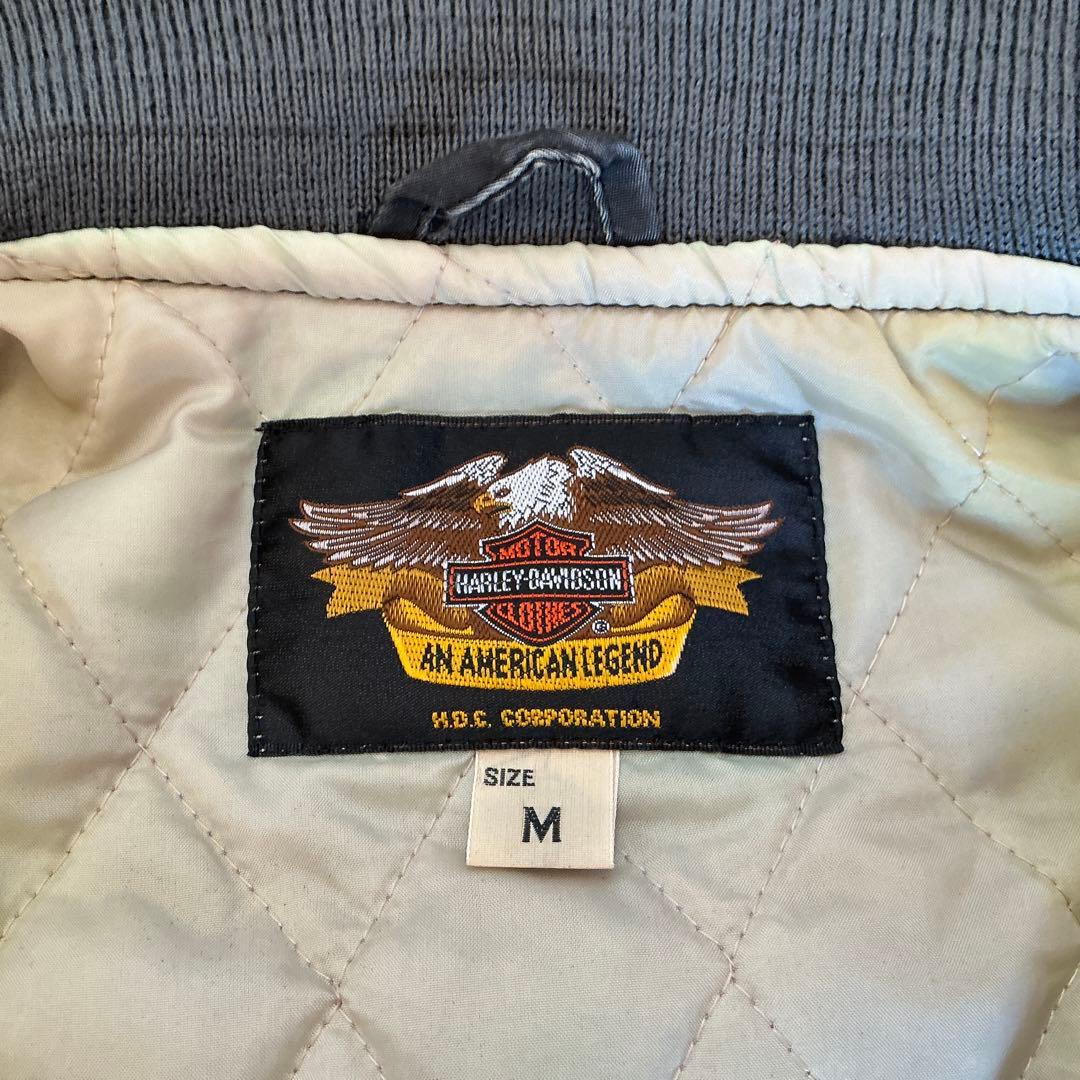 MOTOR
HARLEY-DAVIDSON
CLOTHES
®
AN AMERICAN LEGEND
H.D.C. CORPORATION
SIZE
M